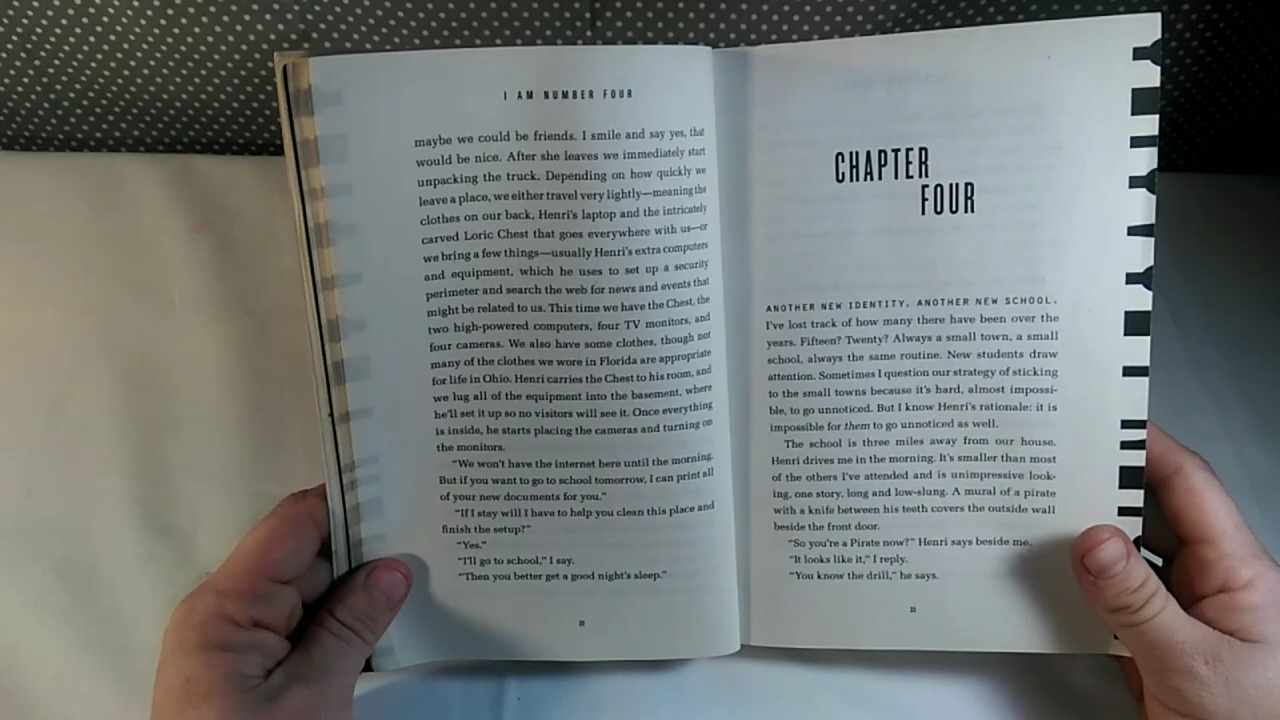 I AM NUMBER FOUR
maybe we could be friends. I smile and say yes, that
would be nice. After she leaves we immediately start
unpacking the truck. Depending on how quickly we
leave a place, we either travel very lightly—meaning the
clothes on our back, Henri's laptop and the intricately
carved Loric Chest that goes everywhere with us—or
we bring a few things—usually Henri's extra computers
and equipment, which he uses to set up a security
perimeter and search the web for news and events that
might be related to us. This time we have the Chest, the
two high-powered computers, four TV monitors, and
four cameras. We also have some clothes, though not
many of the clothes we wore in Florida are appropriate
for life in Ohio. Henri carries the Chest to his room, and
we lug all of the equipment into the basement, where
he'll set it up so no visitors will see it. Once everything
is inside, he starts placing the cameras and turning on
the monitors.
"We won't have the internet here until the morning.
But if you want to go to school tomorrow, I can print all
of your new documents for you."
"If I stay will I have to help you clean this place and
finish the setup?"
"Yes."
"I'll go to school," I say.
"Then you better get a good night's sleep."
22
CHAPTER
FOUR
ANOTHER NEW IDENTITY, ANOTHER NEW SCHOOL.
I've lost track of how many there have been over the
years. Fifteen? Twenty? Always a small town, a small
school, always the same routine. New students draw
attention. Sometimes I question our strategy of sticking
to the small towns because it's hard, almost impossi-
ble, to go unnoticed. But I know Henri's rationale: it is
impossible for them to go unnoticed as well.
The school is three miles away from our house.
Henri drives me in the morning. It's smaller than most
of the others I've attended and is unimpressive look-
ing, one story, long and low-slung. A mural of a pirate
with a knife between his teeth covers the outside wall
beside the front door.
"So you're a Pirate now?" Henri says beside me.
"It looks like it," I reply.
"You know the drill," he says.
23